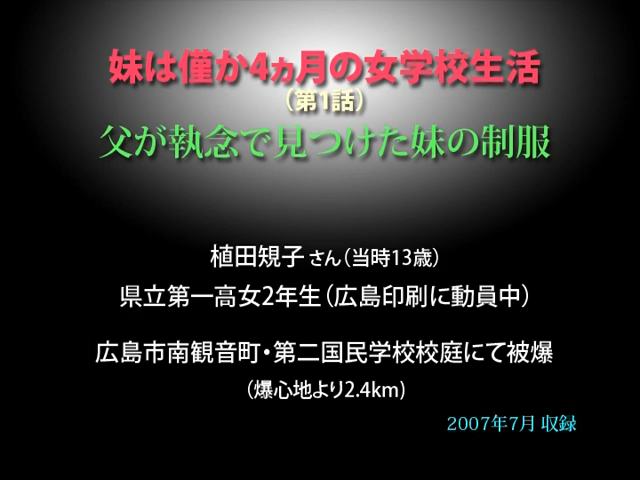 妹は僅か4ヵ月の女学校生活
（第1話）
父が執念で見つけた妹の制服
植田䂓子さん（当時13歳）
県立第一高女2年生（広島印刷に動員中）
広島市南観音町・第二国民学校校庭にて被爆
（爆心地より2.4km）
2007年7月 収録